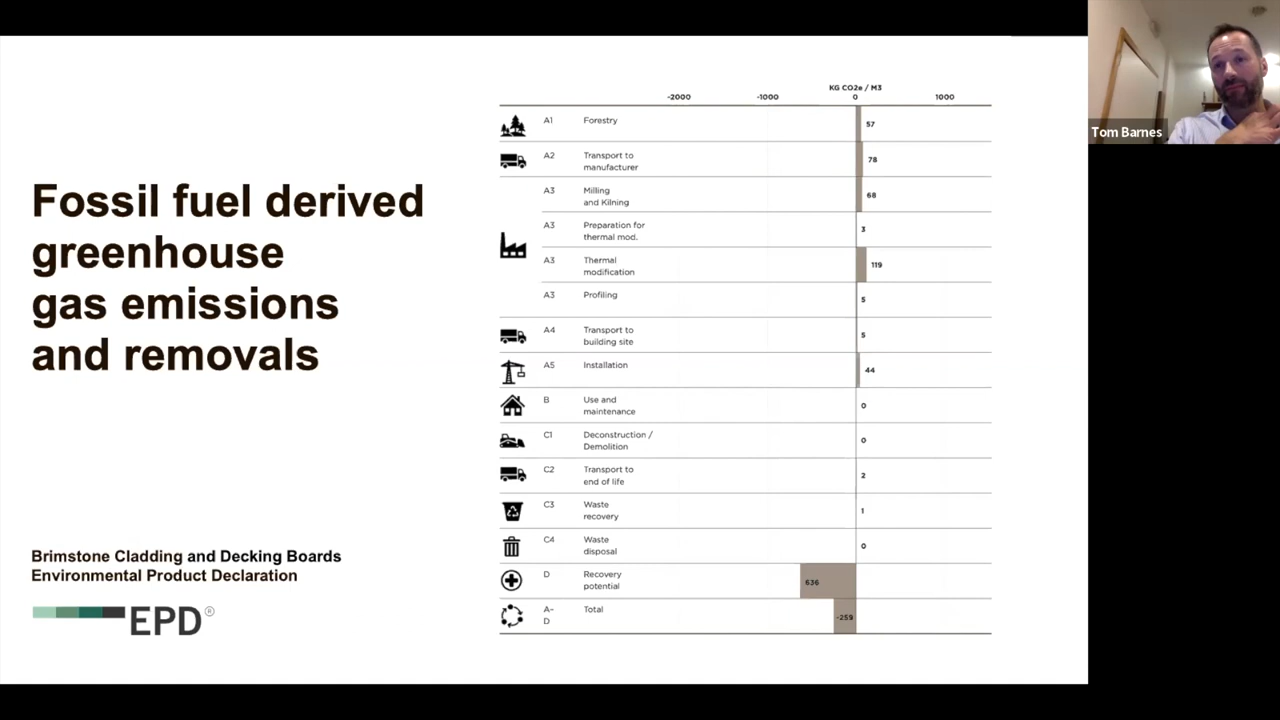 Fossil fuel derived
greenhouse
gas emissions
and removals
Brimstone Cladding and Decking Boards
Environmental Product Declaration
EPD®
KG CO2e / M3
-2000 -1000 0 1000
A1 Forestry 57
A2 Transport to
manufacturer 78
A3 Milling
and Kilning 68
A3 Preparation for
thermal mod. 3
A3 Thermal
modification 119
A3 Profiling 5
A4 Transport to
building site 5
A5 Installation 44
B Use and
maintenance 0
C1 Deconstruction /
Demolition 0
C2 Transport to
end of life 2
C3 Waste
recovery 1
C4 Waste
disposal 0
D Recovery
potential 636
A-
D Total -259
Tom Barnes